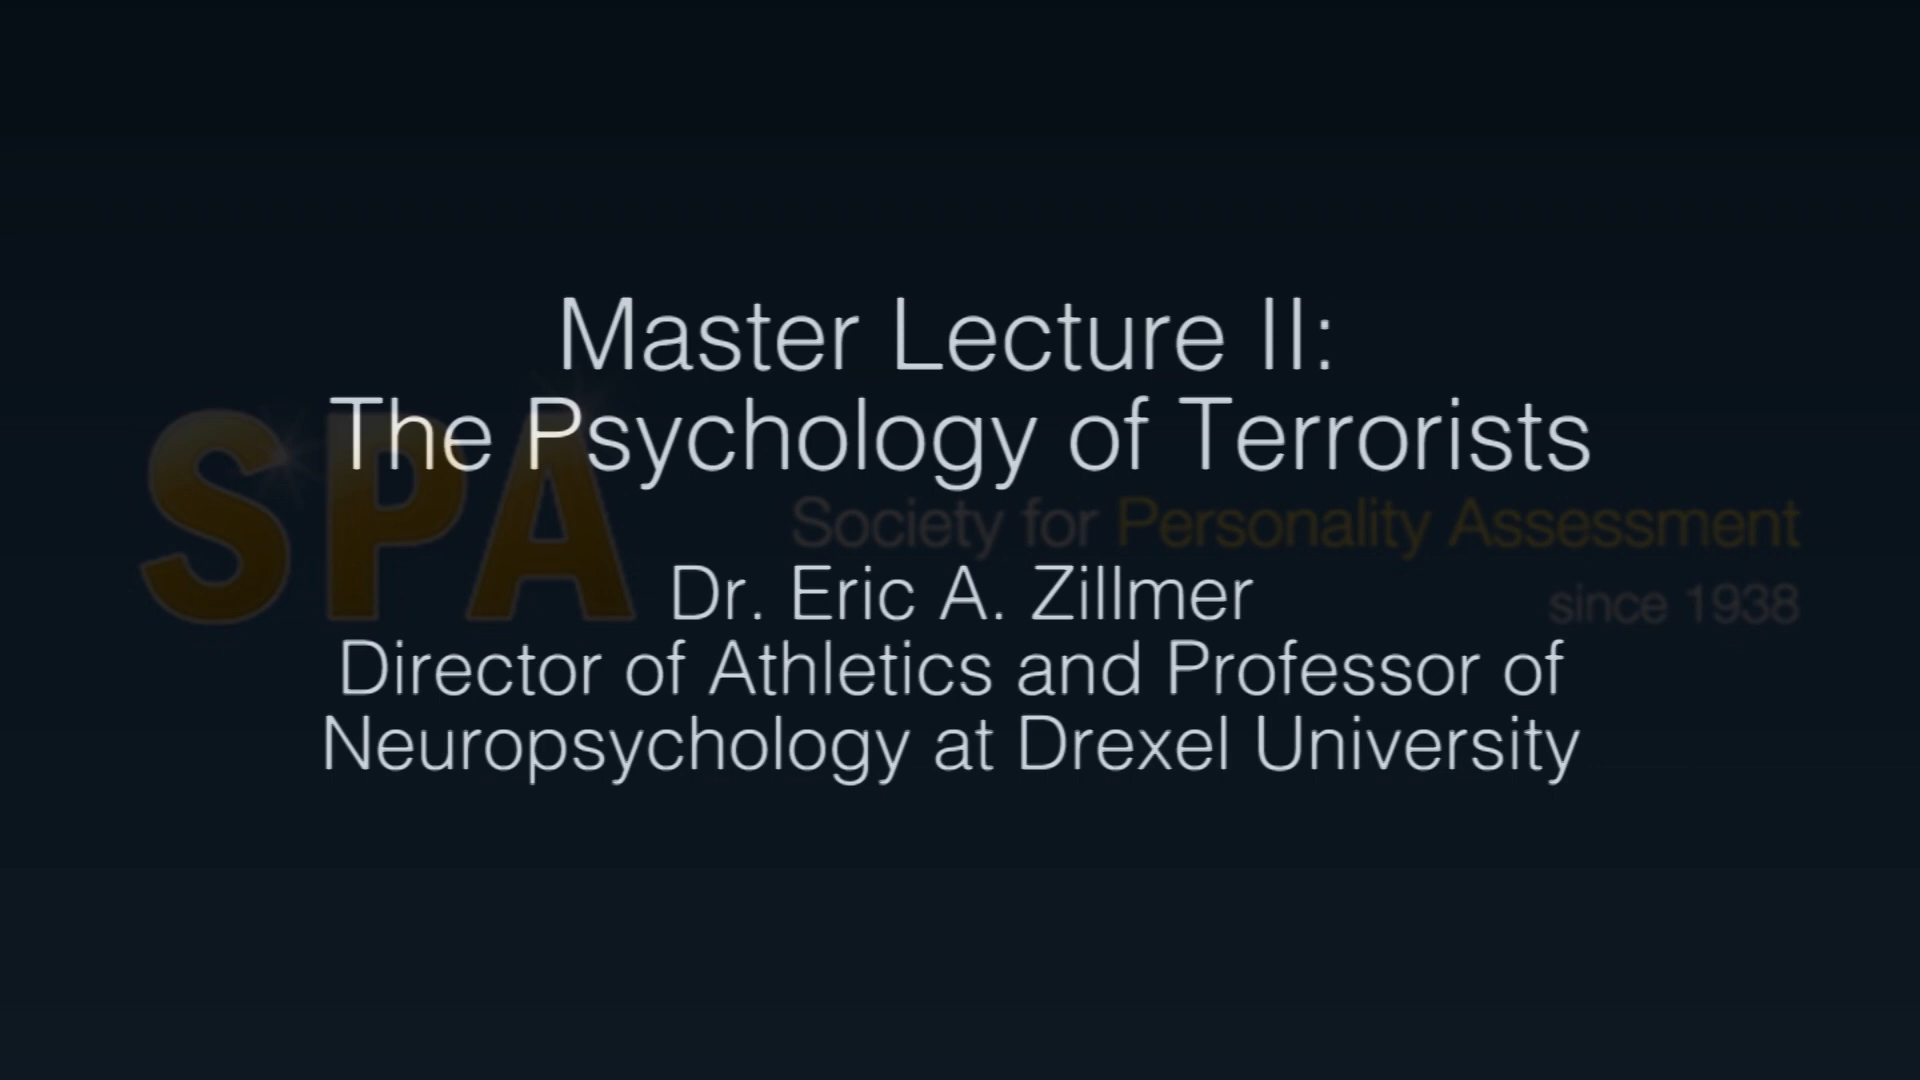 Master Lecture II:
The Psychology of Terrorists
SPA
Society for Personality Assessment
since 1938
Dr. Eric A. Zillmer
Director of Athletics and Professor of
Neuropsychology at Drexel University